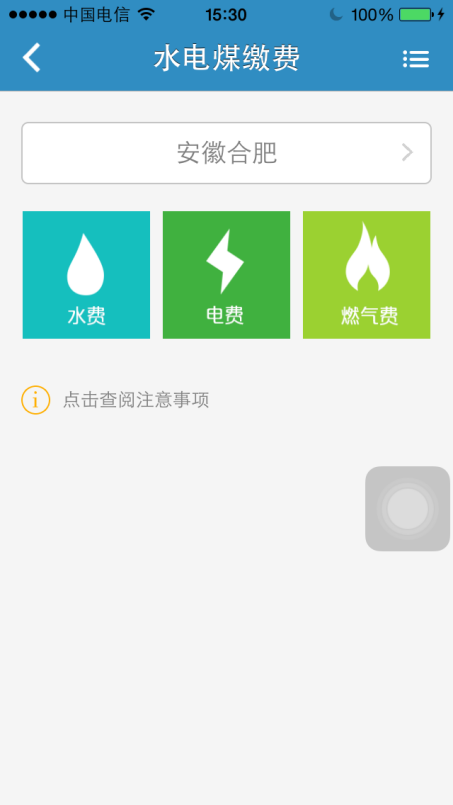 中国电信 15:30 100%
水电煤缴费
安徽合肥
水费 电费 燃气费
i 点击查阅注意事项